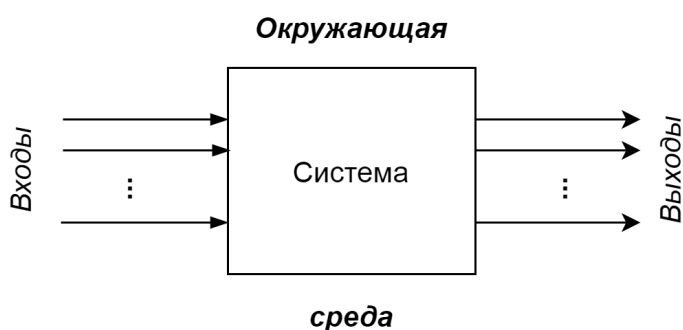 Окружающая
Входы
...
Система
...
Выходы
среда